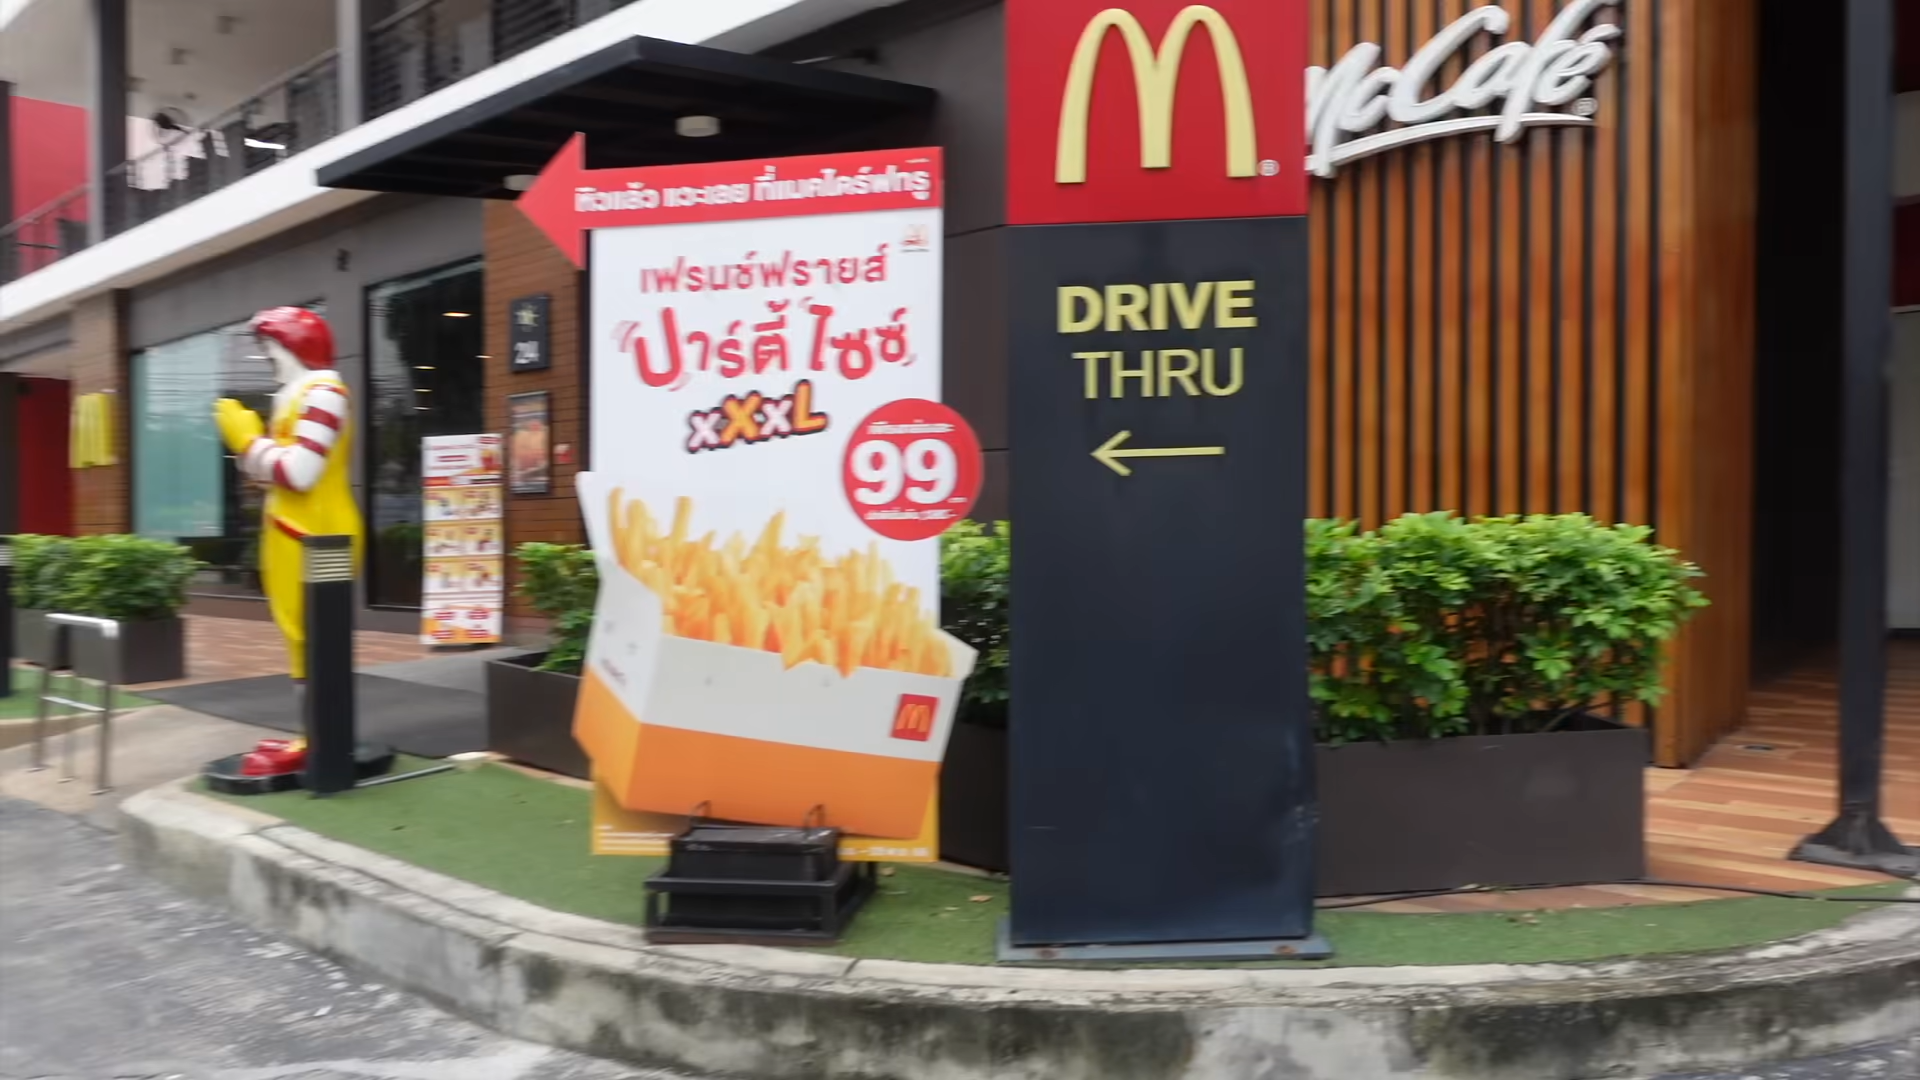 McCafé
หิวแล้ว แวะเลย ที่แมคไดร์ฟทรู
เฟรนช์ฟรายส์
ปาร์ตี้ ไซซ์
xXxL
99
DRIVE
THRU
24